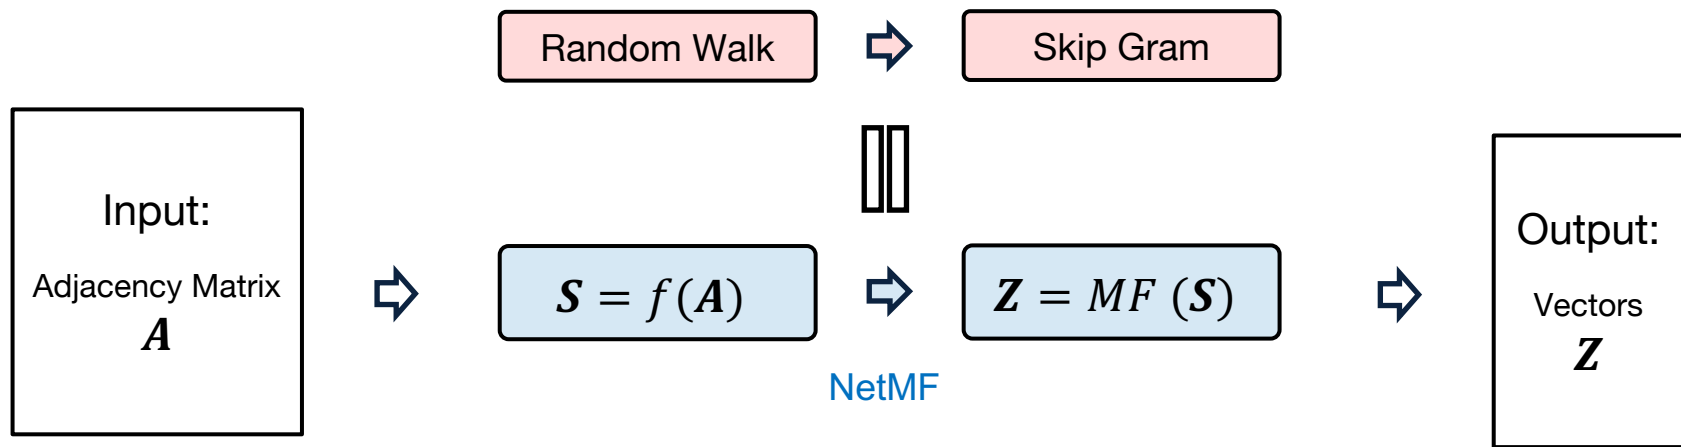 Random Walk
Skip Gram
Input:
Adjacency Matrix
A
S = f(A)
Z = MF (S)
NetMF
Output:
Vectors
Z